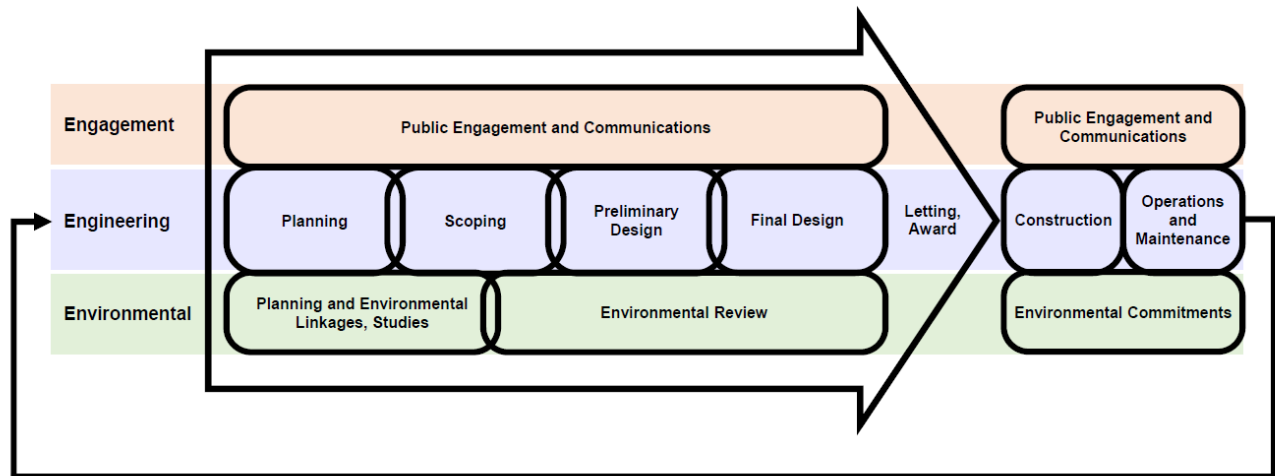 Engagement
Public Engagement and Communications
Public Engagement and
Communications
Engineering
Planning
Scoping
Preliminary
Design
Final Design
Letting,
Award
Construction
Operations
and
Maintenance
Environmental
Planning and Environmental
Linkages, Studies
Environmental Review
Environmental Commitments